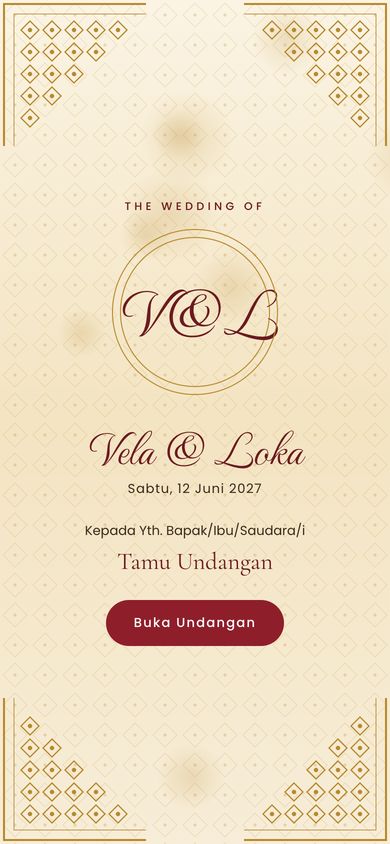 THE WEDDING OF
V&L
Vela & Loka
Sabtu, 12 Juni 2027
Kepada Yth. Bapak/Ibu/Saudara/i
Tamu Undangan
Buka Undangan